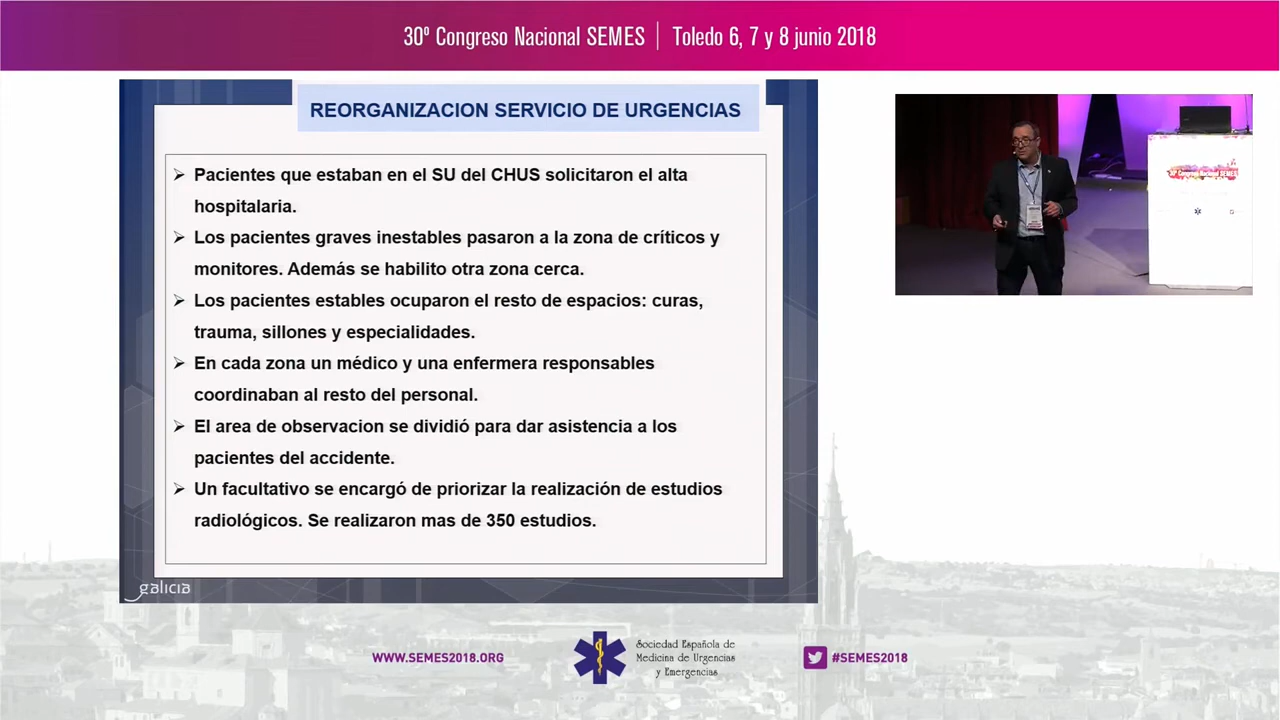 30º Congreso Nacional SEMES | Toledo 6, 7 y 8 junio 2018
REORGANIZACION SERVICIO DE URGENCIAS
➢ Pacientes que estaban en el SU del CHUS solicitaron el alta
hospitalaria.
➢ Los pacientes graves inestables pasaron a la zona de críticos y
monitores. Además se habilito otra zona cerca.
➢ Los pacientes estables ocuparon el resto de espacios: curas,
trauma, sillones y especialidades.
➢ En cada zona un médico y una enfermera responsables
coordinaban al resto del personal.
➢ El area de observacion se dividió para dar asistencia a los
pacientes del accidente.
➢ Un facultativo se encargó de priorizar la realización de estudios
radiológicos. Se realizaron mas de 350 estudios.
galicia
30º Congreso Nacional SEMES
WWW.SEMES2018.ORG
Sociedad Española de
Medicina de Urgencias
y Emergencias
#SEMES2018